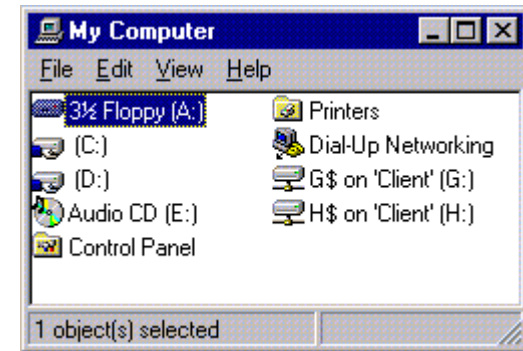 My Computer
File Edit View Help
3½ Floppy (A:)
(C:)
(D:)
Audio CD (E:)
Control Panel
Printers
Dial-Up Networking
G$ on 'Client' (G:)
H$ on 'Client' (H:)
1 object(s) selected